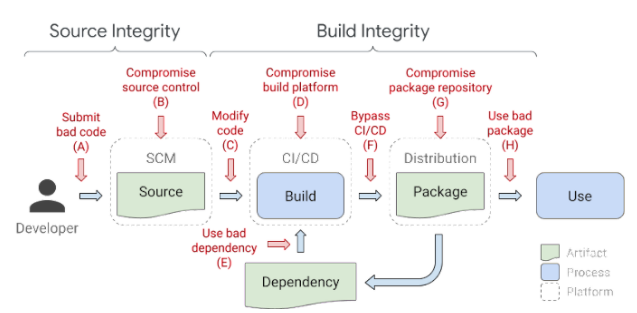 Source Integrity
Build Integrity
Compromise
source control
(B)
Compromise
build platform
(D)
Compromise
package repository
(G)
Submit
bad code
(A)
Modify
code
(C)
Bypass
CI/CD
(F)
Use bad
package
(H)
SCM
CI/CD
Distribution
Source
Build
Package
Use
Developer
Use bad
dependency
(E)
Dependency
Artifact
Process
Platform